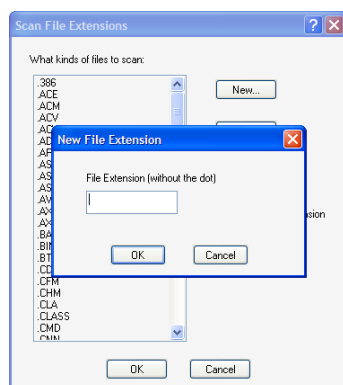 Scan File Extensions
What kinds of files to scan:
.386
.ACE
.ACM
.ACV
New...
New File Extension
File Extension (without the dot)
OK
Cancel
.CFM
.CHM
.CLA
.CLASS
.CMD
OK
Cancel